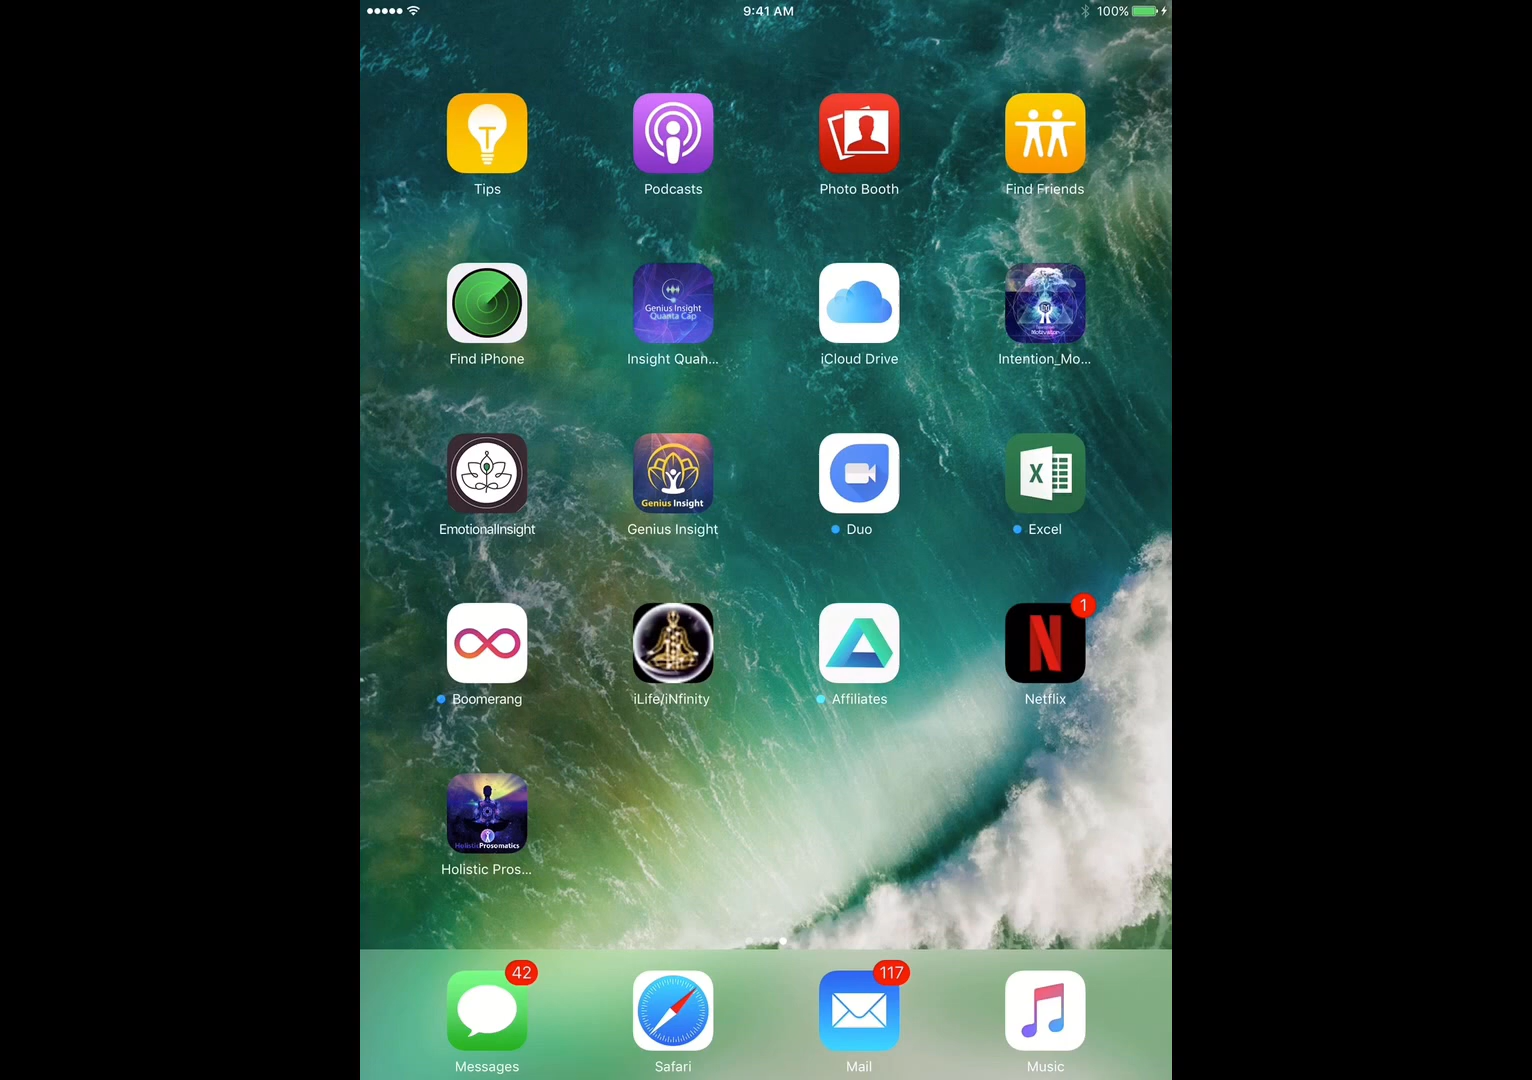 9:41 AM
100%
Tips
Podcasts
Photo Booth
Find Friends
Genius Insight
Quanta Cap
Motivator
Find iPhone
Insight Quan...
iCloud Drive
Intention_Mo...
Genius Insight
X
EmotionalInsight
Genius Insight
Duo
Excel
1
N
Boomerang
iLife/iNfinity
Affiliates
Netflix
HolisticProsomatics
Holistic Pros...
42
117
Messages
Safari
Mail
Music